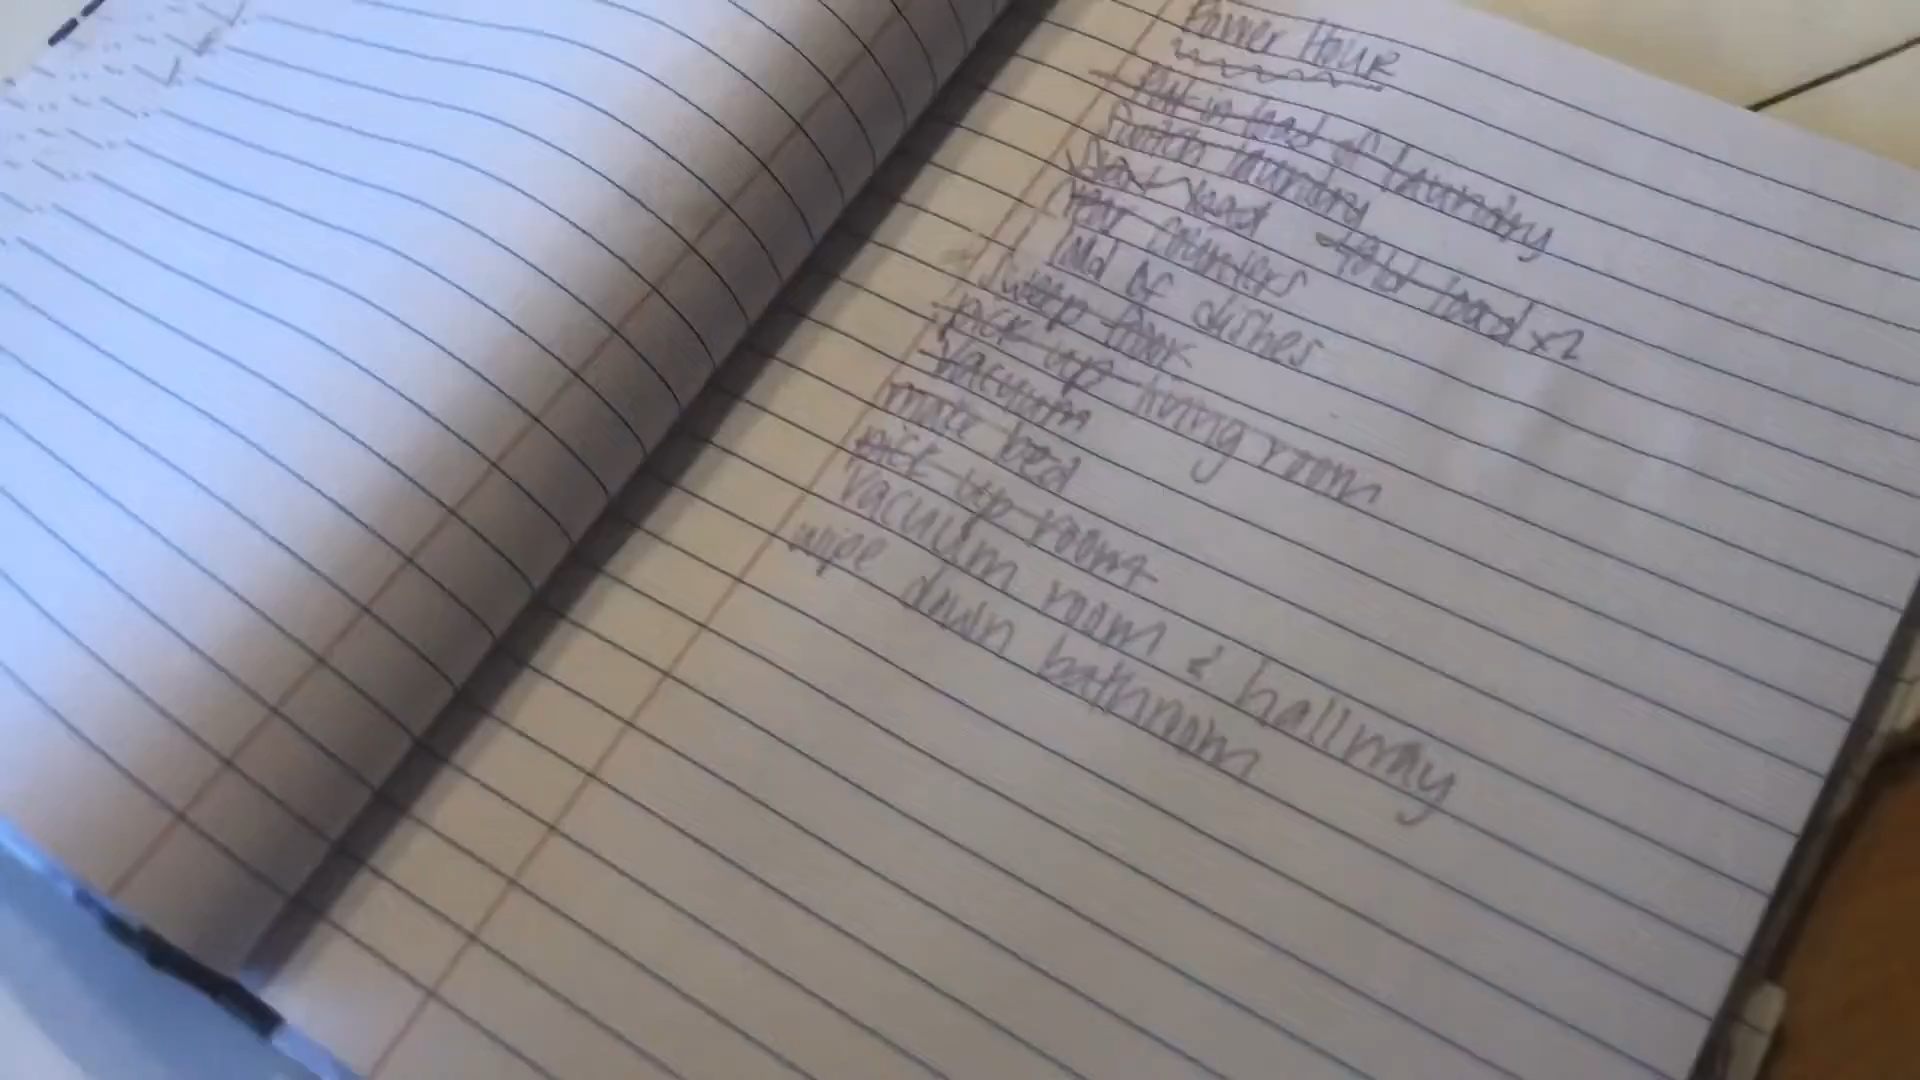 Power Hour
put in load of laundry
Switch laundry
Start load fold load x2
clear counters
load of dishes
Sweep floor
pick up living room
Vacuum
make bed
pick up room
Vacuum room & hallway
wipe down bathroom